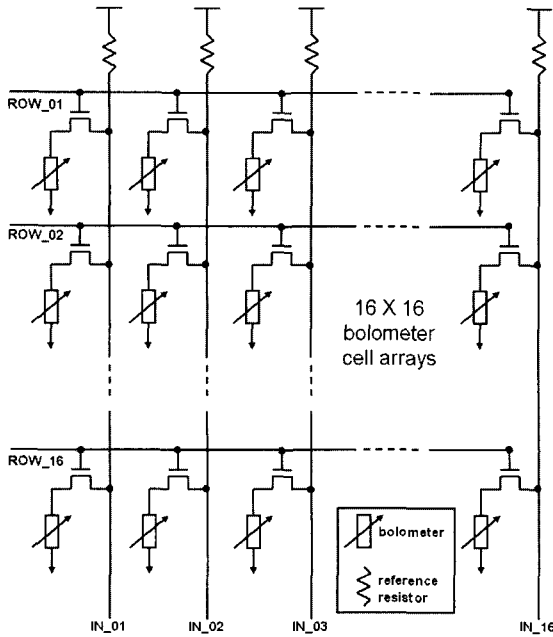 ROW_01
ROW_02
16 X 16
bolometer
cell arrays
ROW_16
bolometer
reference
resistor
IN_01
IN_02
IN_03
IN_16